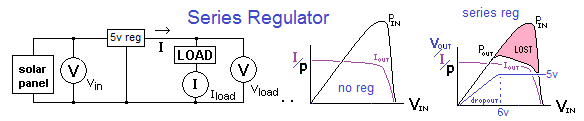 Series Regulator
solar
panel
V
Vin
5v reg
I
LOAD
I
Iload
V
Vload
. .
I/P
PIN
IOUT
no reg
VIN
series reg
VOUT
I/P
PIN
POUT
LOST
IOUT
5v
dropout
6v
VIN